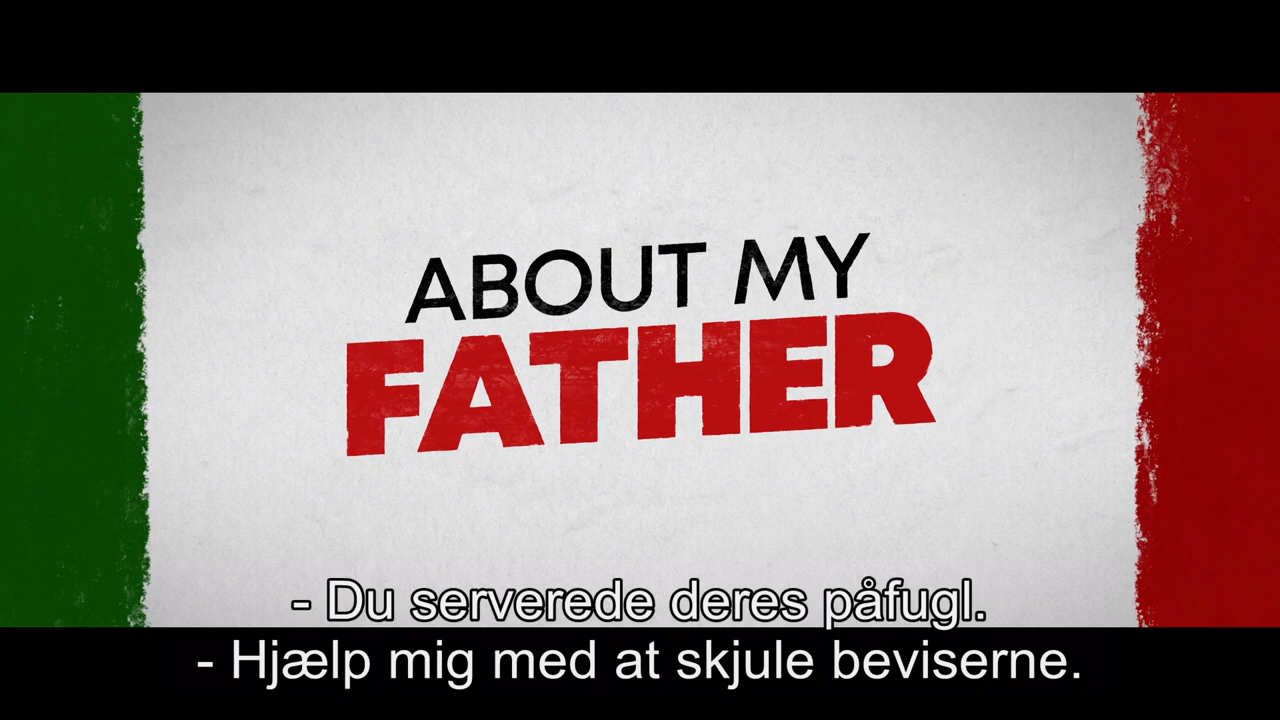 ABOUT MY
FATHER
- Du serverede deres påfugl.
- Hjælp mig med at skjule beviserne.